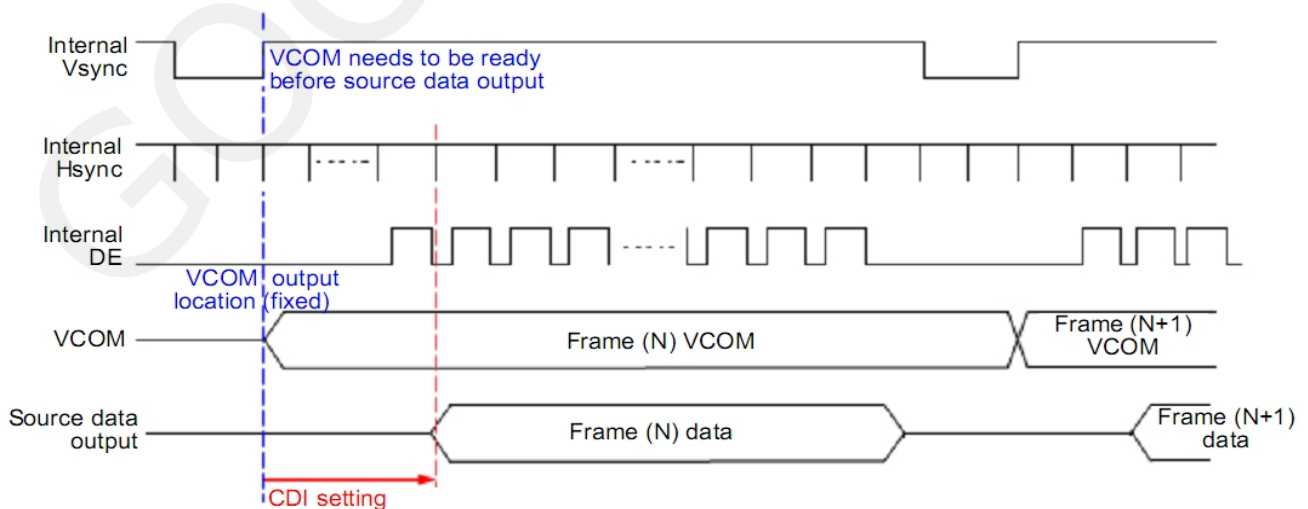 Internal
Vsync
VCOM needs to be ready
before source data output
Internal
Hsync
Internal
DE
VCOM output
location (fixed)
VCOM
Frame (N) VCOM
Frame (N+1)
VCOM
Source data
output
Frame (N) data
Frame (N+1)
data
CDI setting